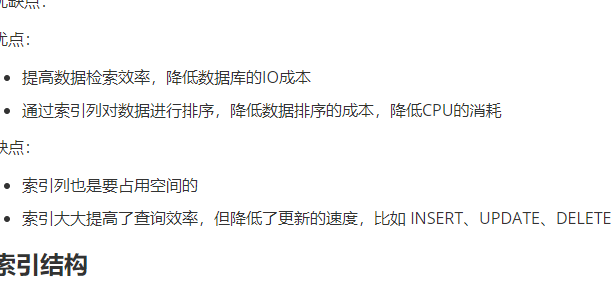 优缺点：
优点：
提高数据检索效率，降低数据库的IO成本
通过索引列对数据进行排序，降低数据排序的成本，降低CPU的消耗
缺点：
索引列也是要占用空间的
索引大大提高了查询效率，但降低了更新的速度，比如 INSERT、UPDATE、DELETE
索引结构